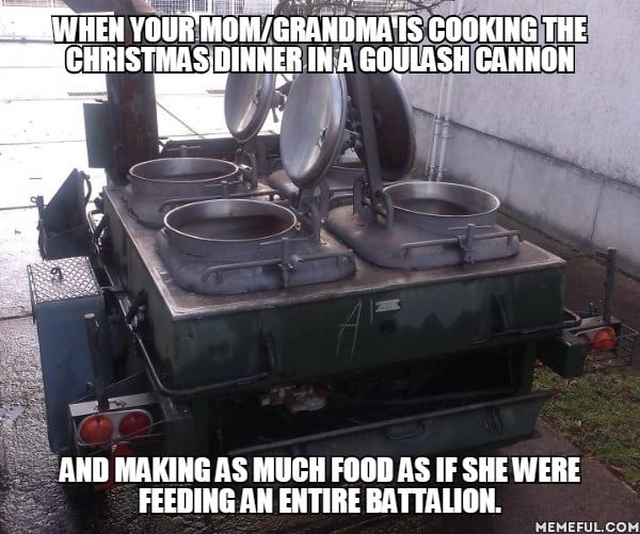 WHEN YOUR MOM/GRANDMA IS COOKING THE
CHRISTMAS DINNER IN A GOULASH CANNON
A
AND MAKING AS MUCH FOOD AS IF SHE WERE
FEEDING AN ENTIRE BATTALION.
MEMEFUL.COM